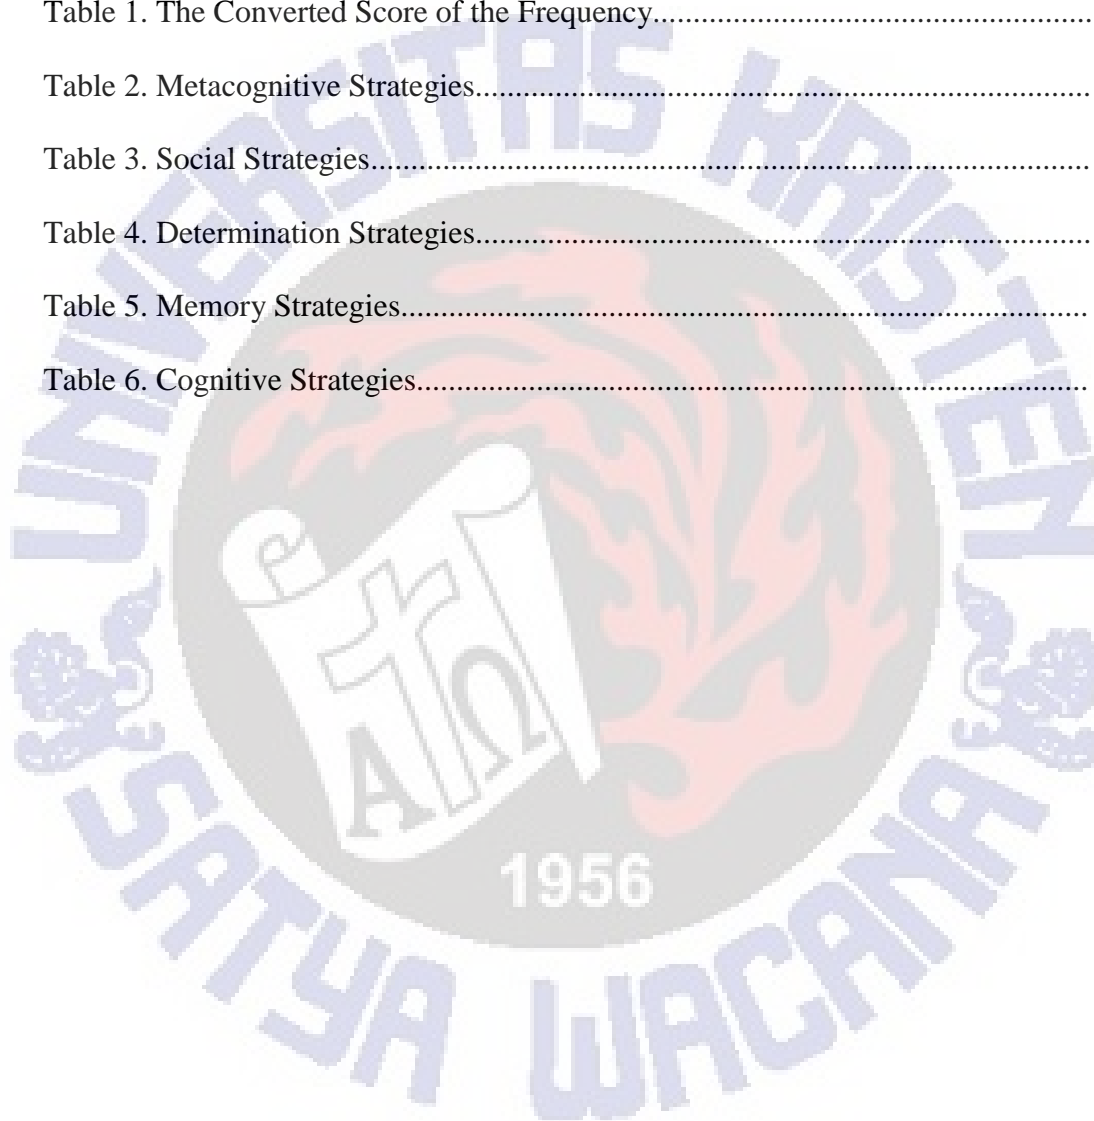 Table 1. The Converted Score of the Frequency......................................................
Table 2. Metacognitive Strategies..............................................................................
Table 3. Social Strategies...........................................................................................
Table 4. Determination Strategies..............................................................................
Table 5. Memory Strategies.......................................................................................
Table 6. Cognitive Strategies.....................................................................................
UNIVERSITAS KRISTEN
A Ω
1956
SATYA WACANA